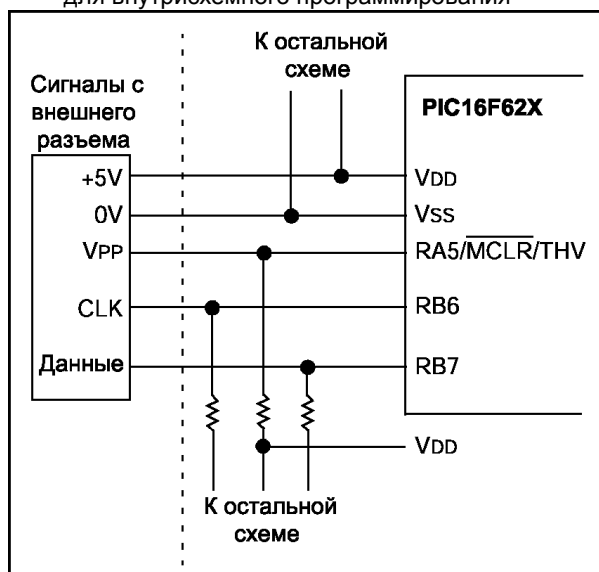 для внутрисхемного программирования
К остальной
схеме
Сигналы с
внешнего
разъема
PIC16F62X
+5V
VDD
0V
VSS
VPP
RA5/MCLR/THV
CLK
RB6
Данные
RB7
VDD
К остальной
схеме